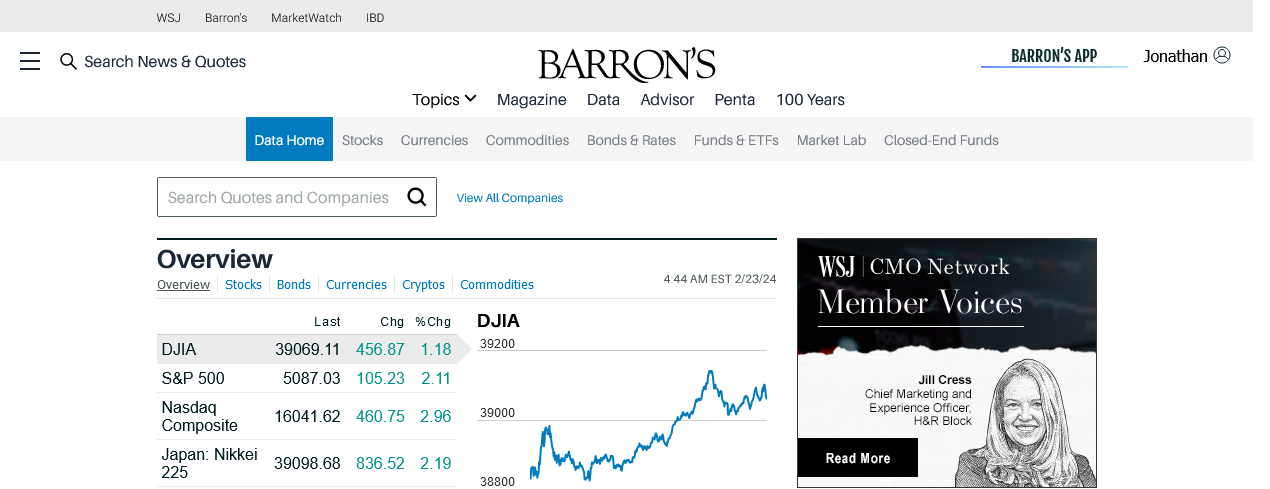 WSJ Barron's MarketWatch IBD
Search News & Quotes
BARRON'S
BARRON'S APP
Jonathan
Topics Magazine Data Advisor Penta 100 Years
Data Home Stocks Currencies Commodities Bonds & Rates Funds & ETFs Market Lab Closed-End Funds
Search Quotes and Companies
View All Companies
Overview
Overview Stocks Bonds Currencies Cryptos Commodities
4:44 AM EST 2/23/24
Last Chg %Chg
DJIA 39069.11 456.87 1.18
S&P 500 5087.03 105.23 2.11
Nasdaq
Composite 16041.62 460.75 2.96
Japan: Nikkei
225 39098.68 836.52 2.19
DJIA
39200
39000
38800
WSJ CMO Network
Member Voices
Jill Cress
Chief Marketing and
Experience Officer,
H&R Block
Read More